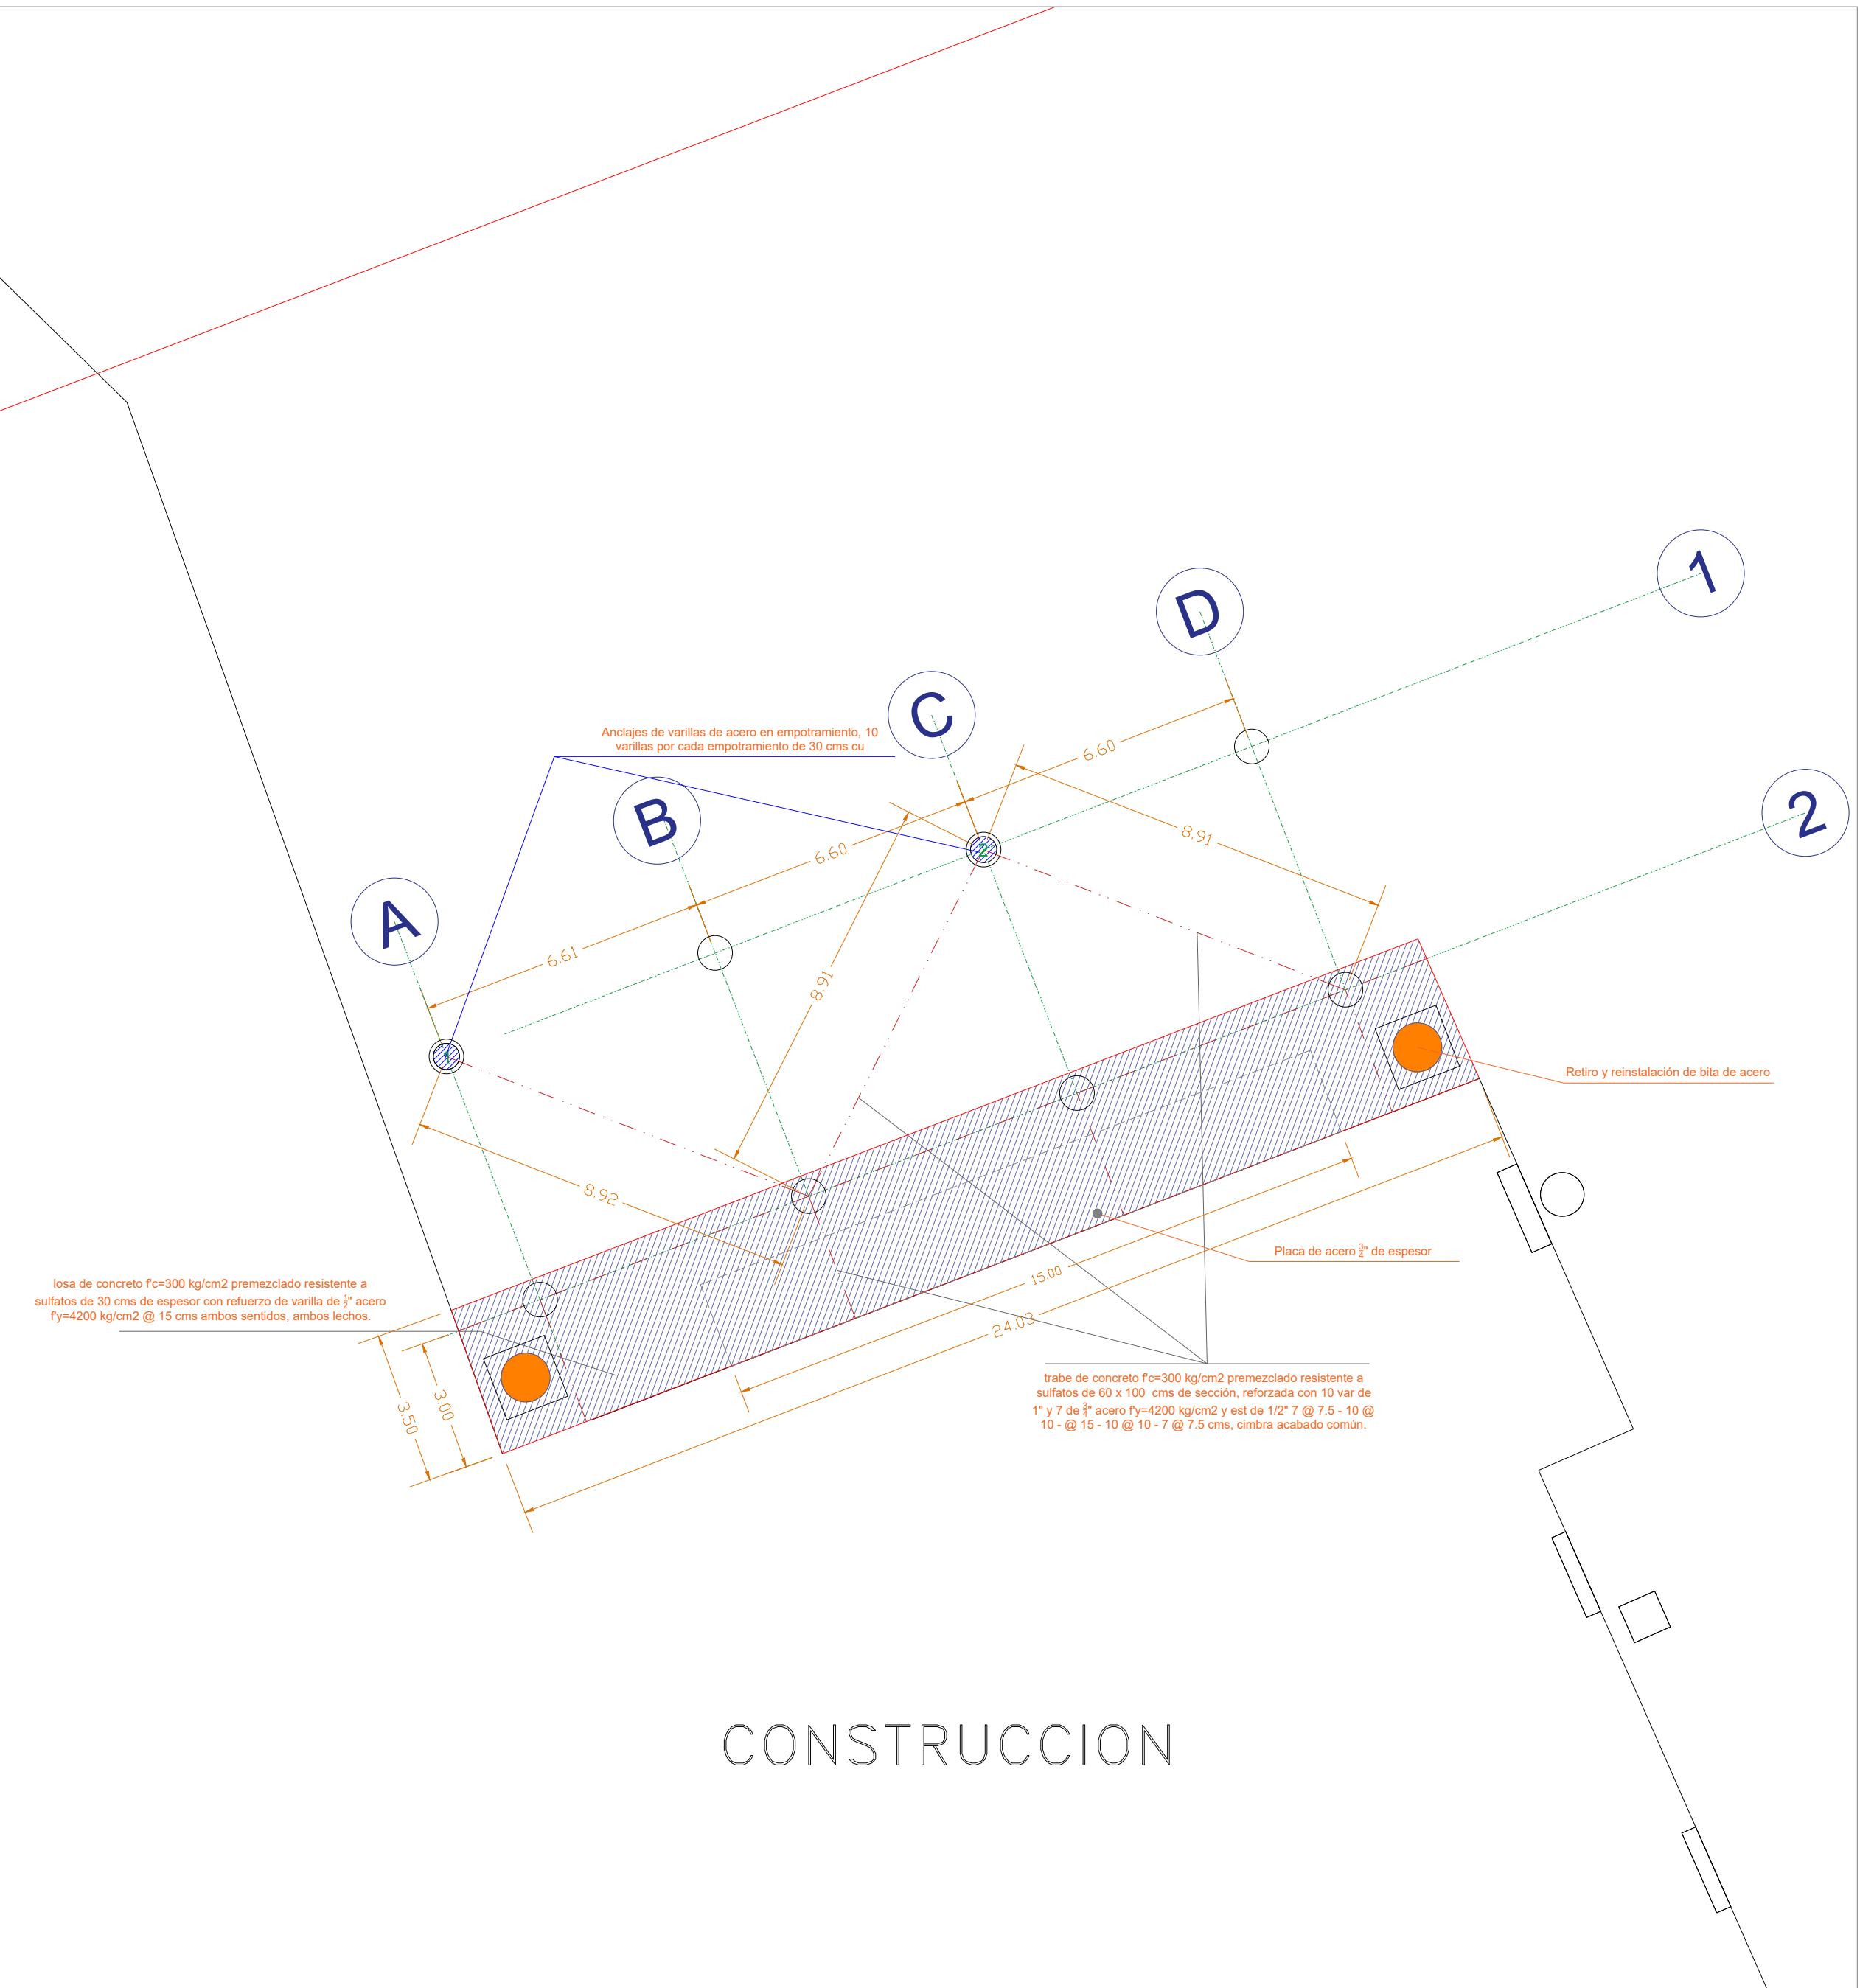 1
D
C
2
Anclajes de varillas de acero en empotramiento, 10
varillas por cada empotramiento de 30 cms cu
6.60
B
6.60
8.91
2
A
6.61
8.91
1
Retiro y reinstalación de bita de acero
8.92
Placa de acero 3/4" de espesor
15.00
24.03
losa de concreto f'c=300 kg/cm2 premezclado resistente a
sulfatos de 30 cms de espesor con refuerzo de varilla de 1/2" acero
f'y=4200 kg/cm2 @ 15 cms ambos sentidos, ambos lechos.
3.00
3.50
trabe de concreto f'c=300 kg/cm2 premezclado resistente a
sulfatos de 60 x 100 cms de sección, reforzada con 10 var de
1" y 7 de 3/4" acero f'y=4200 kg/cm2 y est de 1/2" 7 @ 7.5 - 10 @
10 - @ 15 - 10 @ 10 - 7 @ 7.5 cms, cimbra acabado común.
CONSTRUCCION